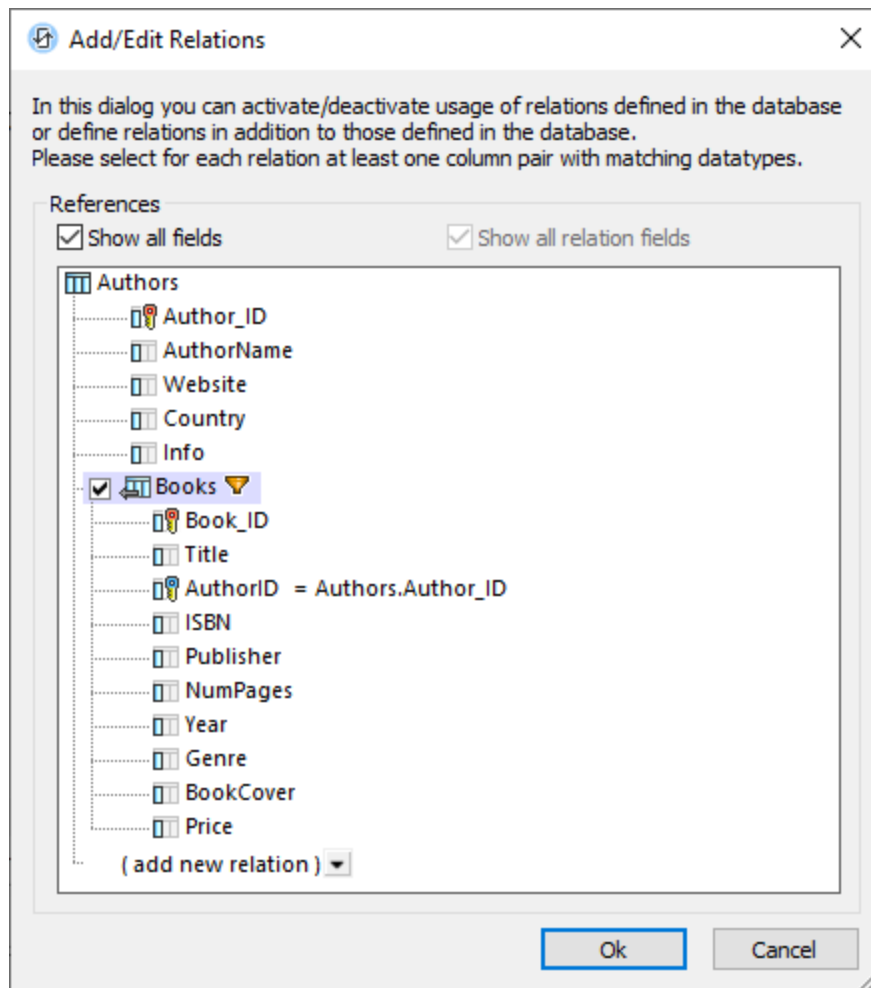 Add/Edit Relations
In this dialog you can activate/deactivate usage of relations defined in the database
or define relations in addition to those defined in the database.
Please select for each relation at least one column pair with matching datatypes.
References
Show all fields Show all relation fields
Authors
Author_ID
AuthorName
Website
Country
Info
Books
Book_ID
Title
AuthorID = Authors.Author_ID
ISBN
Publisher
NumPages
Year
Genre
BookCover
Price
( add new relation )
Ok Cancel